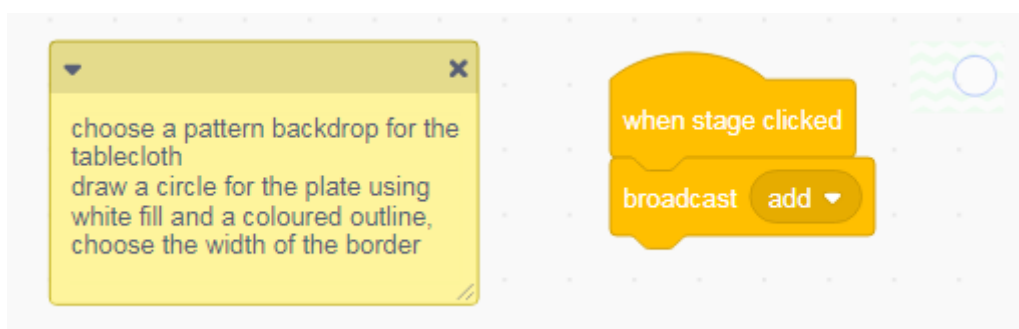 choose a pattern backdrop for the
tablecloth
draw a circle for the plate using
white fill and a coloured outline,
choose the width of the border
when stage clicked
broadcast add